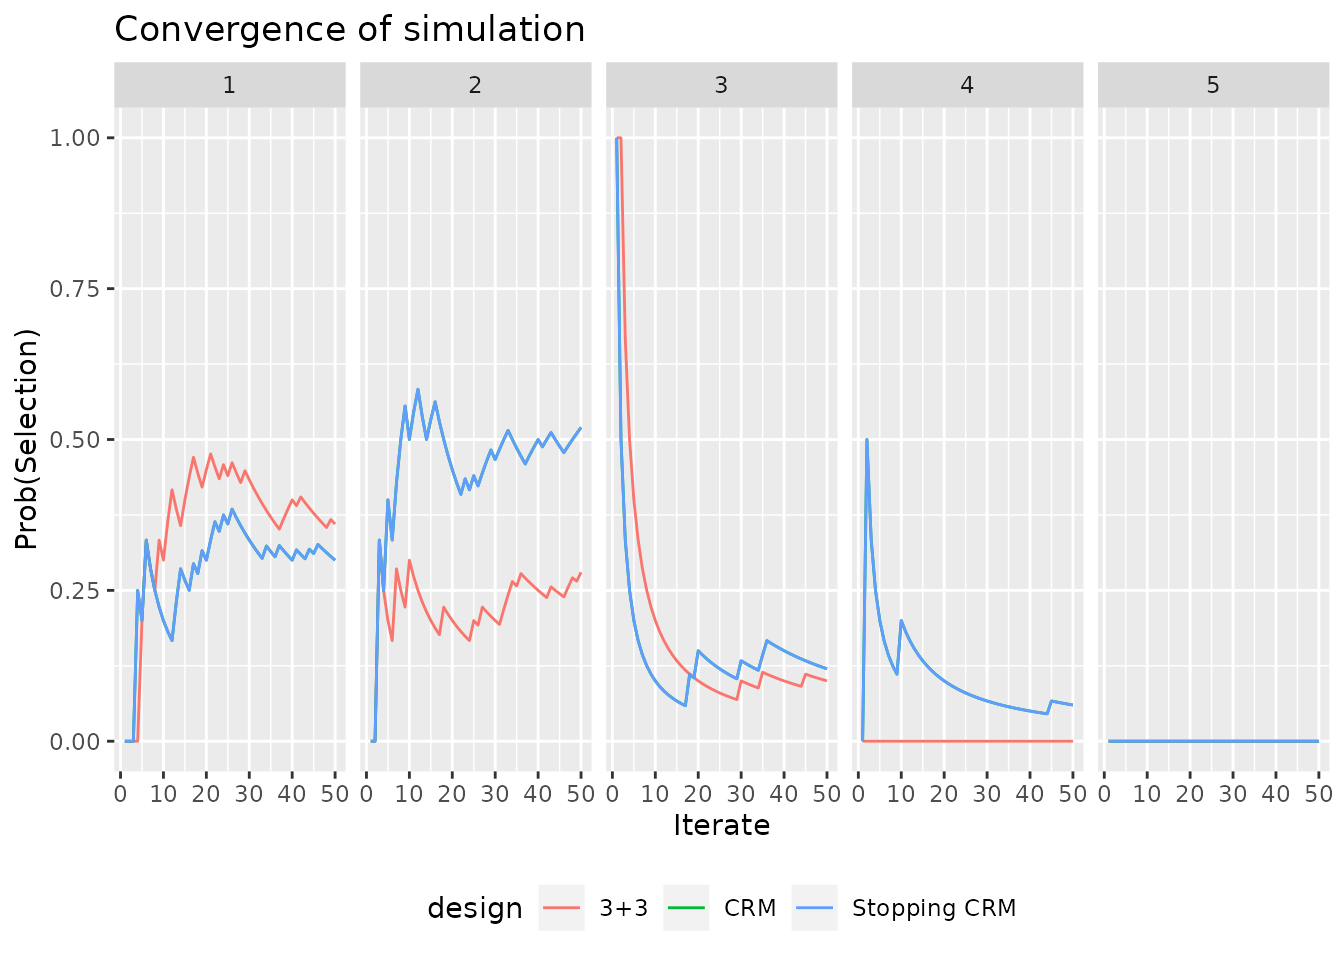 Convergence of simulation
1 2 3 4 5
1.00
0.75
0.50
0.25
0.00
Prob(Selection)
0 10 20 30 40 50 0 10 20 30 40 50 0 10 20 30 40 50 0 10 20 30 40 50 0 10 20 30 40 50
Iterate
design 3+3 CRM Stopping CRM